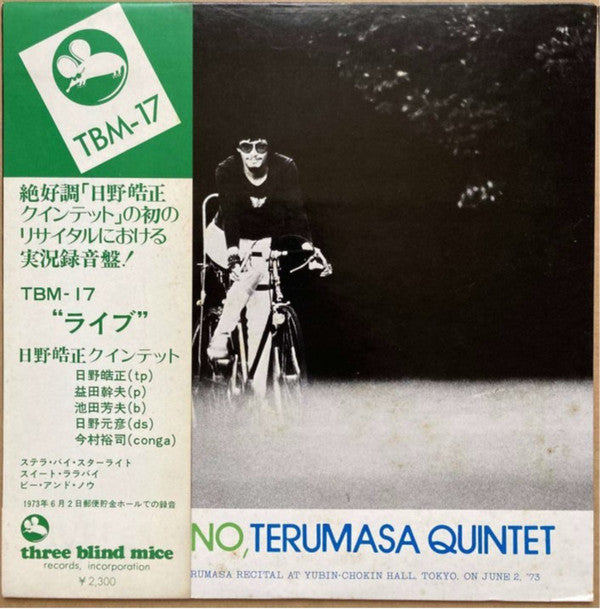 TBM-17
絶好調「日野皓正
クインテット」の初の
リサイタルにおける
実況録音盤!
TBM-17
“ライブ”
日野皓正クインテット
日野皓正(tp)
益田幹夫(p)
池田芳夫(b)
日野元彦(ds)
今村裕司(conga)
ステラ・バイ・スターライト
スイート・ララバイ
ビー・アンド・ノウ
1973年6月2日郵便貯金ホールでの録音
three blind mice
records, incorporation
¥2,300
NO, TERUMASA QUINTET
RUMASA RECITAL AT YUBIN-CHOKIN HALL, TOKYO, ON JUNE 2, '73